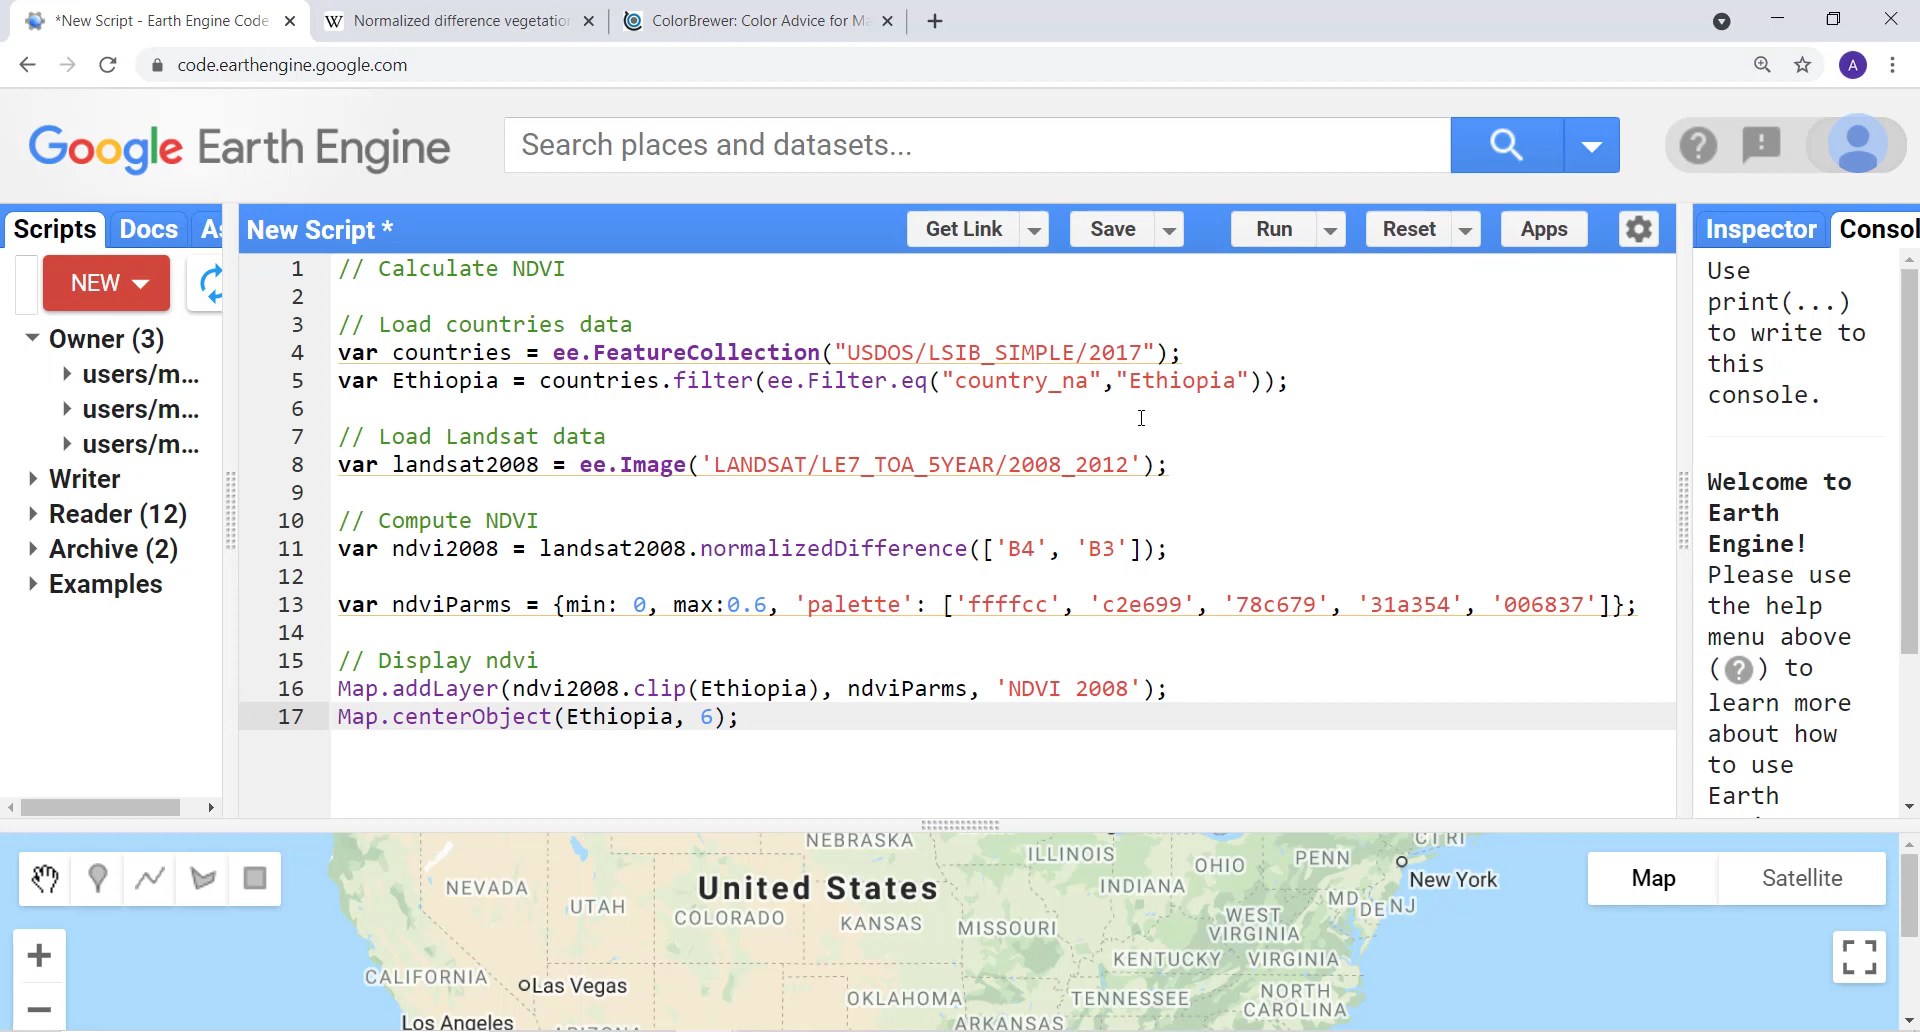 *New Script - Earth Engine Code
Normalized difference vegetation
ColorBrewer: Color Advice for Ma
code.earthengine.google.com
A
Google Earth Engine
Search places and datasets...
Scripts
Docs
As
New Script *
Get Link
Save
Run
Reset
Apps
Inspector
Consol
NEW
Owner (3)
users/m...
users/m...
users/m...
Writer
Reader (12)
Archive (2)
Examples
1 // Calculate NDVI
2
3 // Load countries data
4 var countries = ee.FeatureCollection("USDOS/LSIB_SIMPLE/2017");
5 var Ethiopia = countries.filter(ee.Filter.eq("country_na","Ethiopia"));
6
7 // Load Landsat data
8 var landsat2008 = ee.Image('LANDSAT/LE7_TOA_5YEAR/2008_2012');
9
10 // Compute NDVI
11 var ndvi2008 = landsat2008.normalizedDifference(['B4', 'B3']);
12
13 var ndviParms = {min: 0, max:0.6, 'palette': ['ffffcc', 'c2e699', '78c679', '31a354', '006837']};
14
15 // Display ndvi
16 Map.addLayer(ndvi2008.clip(Ethiopia), ndviParms, 'NDVI 2008');
17 Map.centerObject(Ethiopia, 6);
Use
print(...)
to write to
this
console.
Welcome to
Earth
Engine!
Please use
the help
menu above
(?) to
learn more
about how
to use
Earth
NEBRASKA
ILLINOIS
OHIO
PENN
CT RI
New York
NEVADA
UTAH
United States
COLORADO
KANSAS
MISSOURI
INDIANA
WEST
VIRGINIA
MD
DE NJ
KENTUCKY
VIRGINIA
CALIFORNIA
Las Vegas
OKLAHOMA
TENNESSEE
NORTH
CAROLINA
Los Angeles
ARIZONA
ARKANSAS
Map
Satellite